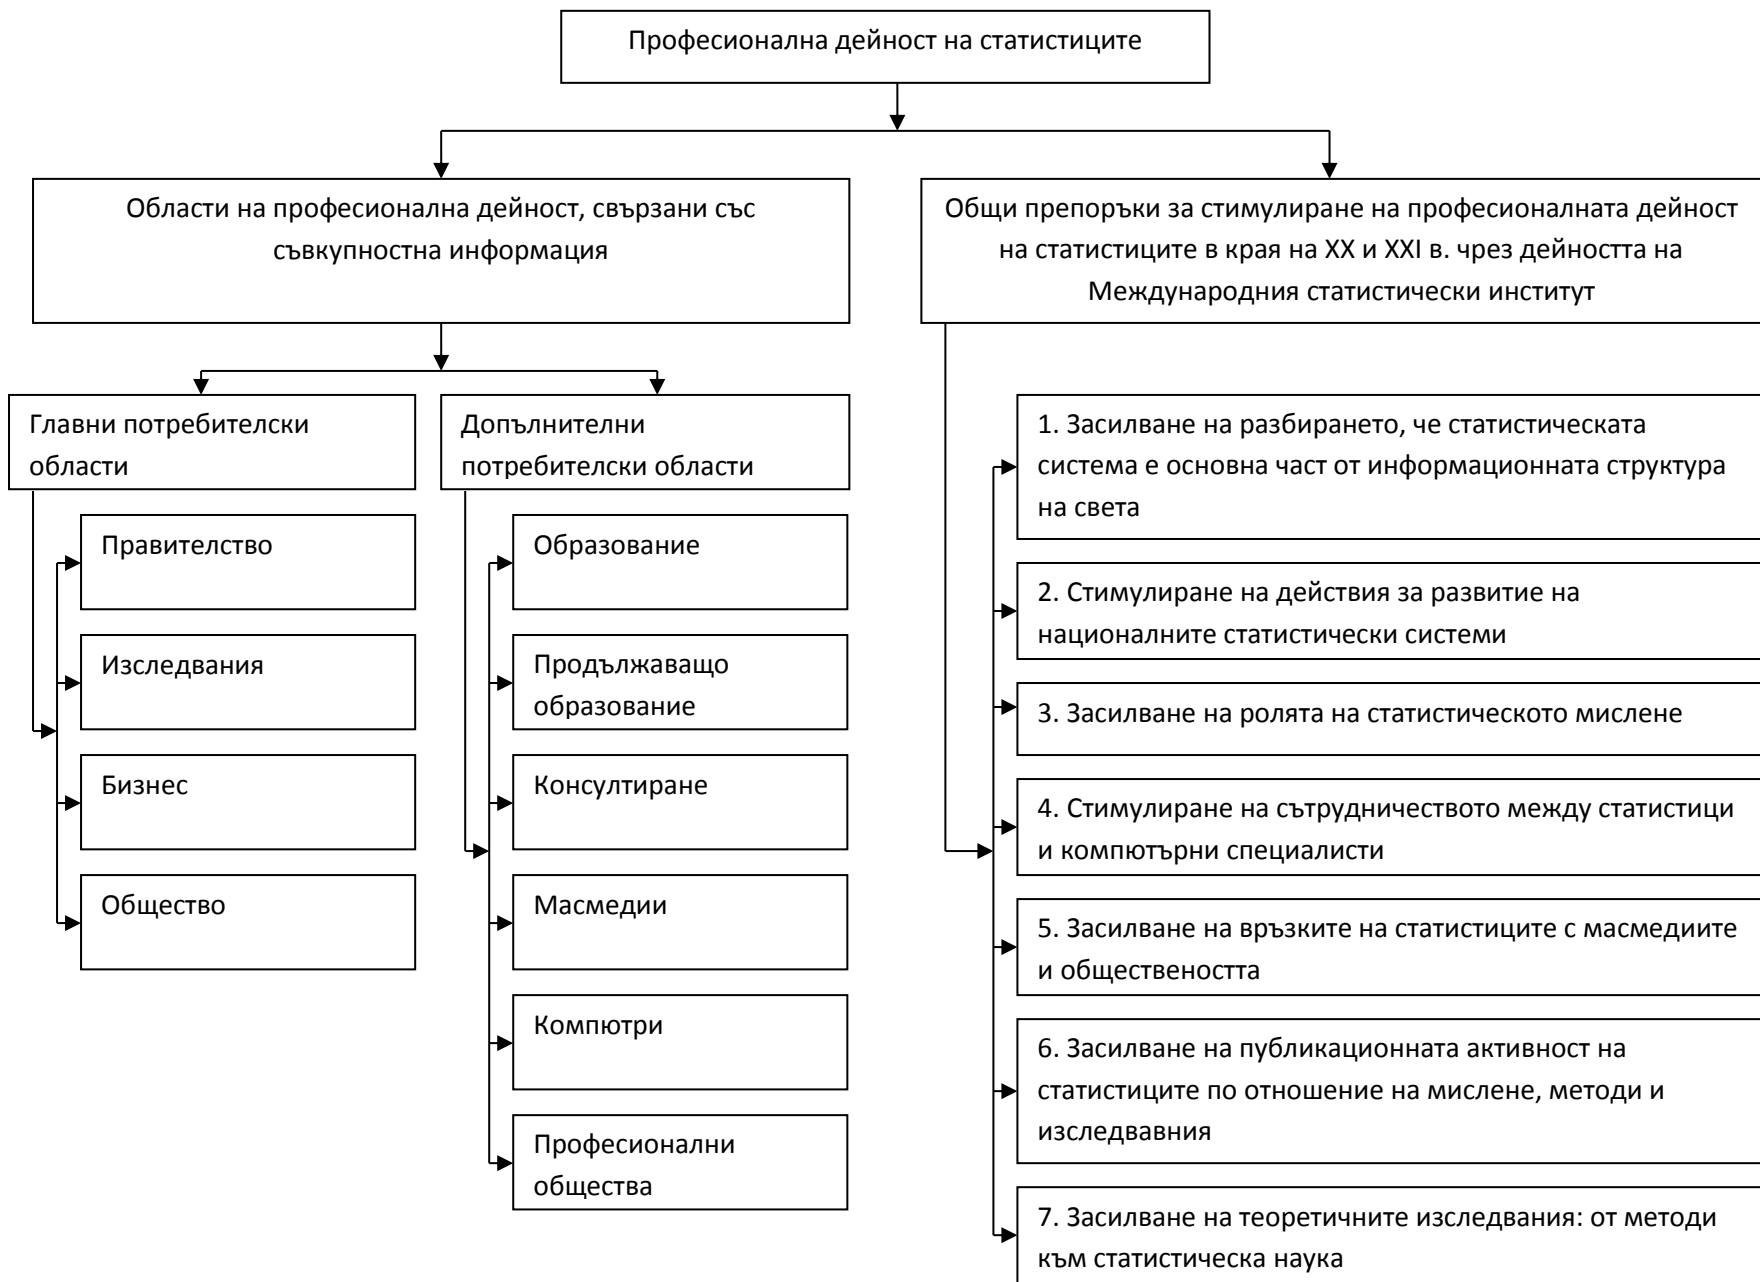 Професионална дейност на статистиците
Области на професионална дейност, свързани със
съвкупностна информация
Общи препоръки за стимулиране на професионалната дейност
на статистиците в края на XX и XXI в. чрез дейността на
Международния статистически институт
Главни потребителски
области
Правителство
Изследвания
Бизнес
Общество
Допълнителни
потребителски области
Образование
Продължаващо
образование
Консултиране
Масмедии
Компютри
Професионални
общества
1. Засилване на разбирането, че статистическата
система е основна част от информационната структура
на света
2. Стимулиране на действия за развитие на
националните статистически системи
3. Засилване на ролята на статистическото мислене
4. Стимулиране на сътрудничеството между статистици
и компютърни специалисти
5. Засилване на връзките на статистиците с масмедиите
и обществеността
6. Засилване на публикационната активност на
статистиците по отношение на мислене, методи и
изследвавния
7. Засилване на теоретичните изследвания: от методи
към статистическа наука